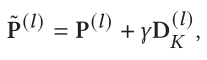 P̃^(l) = P^(l) + γD_K^(l),